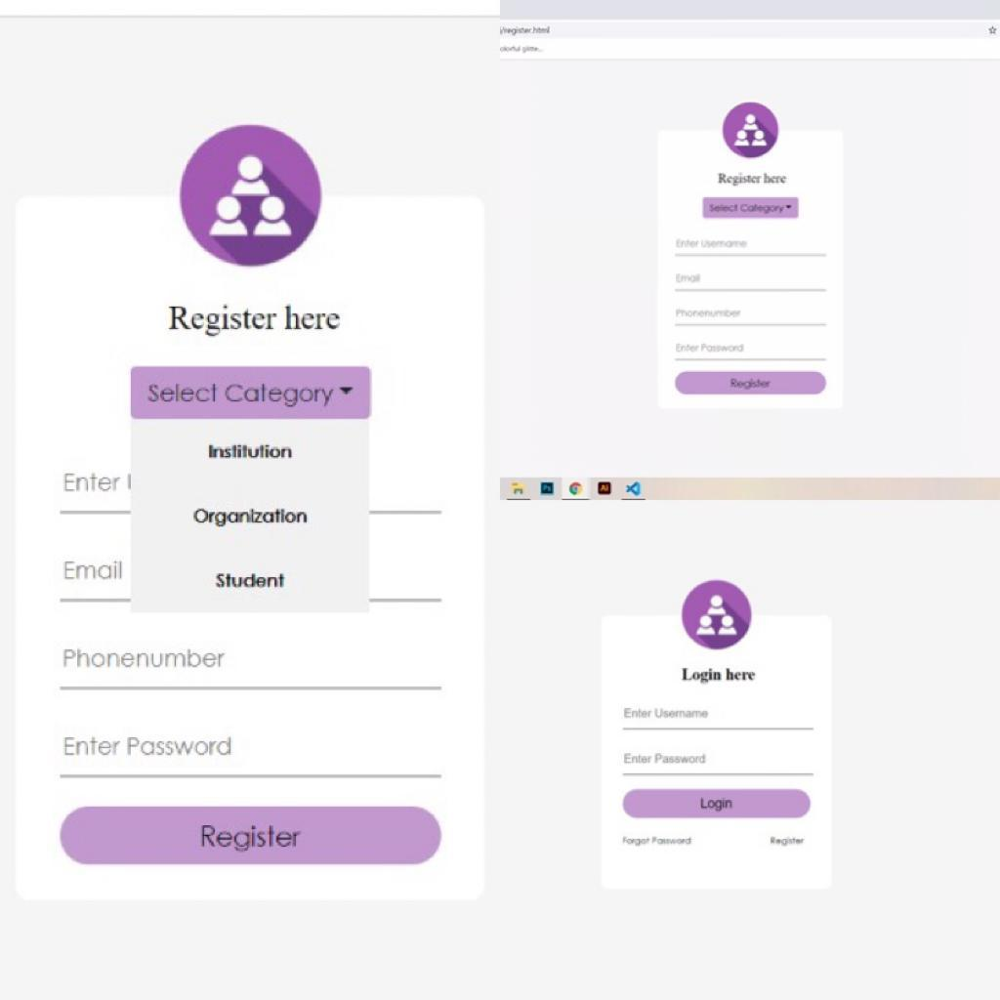 Register here
Select Category
Institution
Enter
Organization
Email
Student
Phonenumber
Enter Password
Register
/register.html
olorful glitte...
Register here
Select Category
Enter Username
Email
Phonenumber
Enter Password
Register
Ps
Ai
Login here
Enter Username
Enter Password
Login
Forgot Password Register